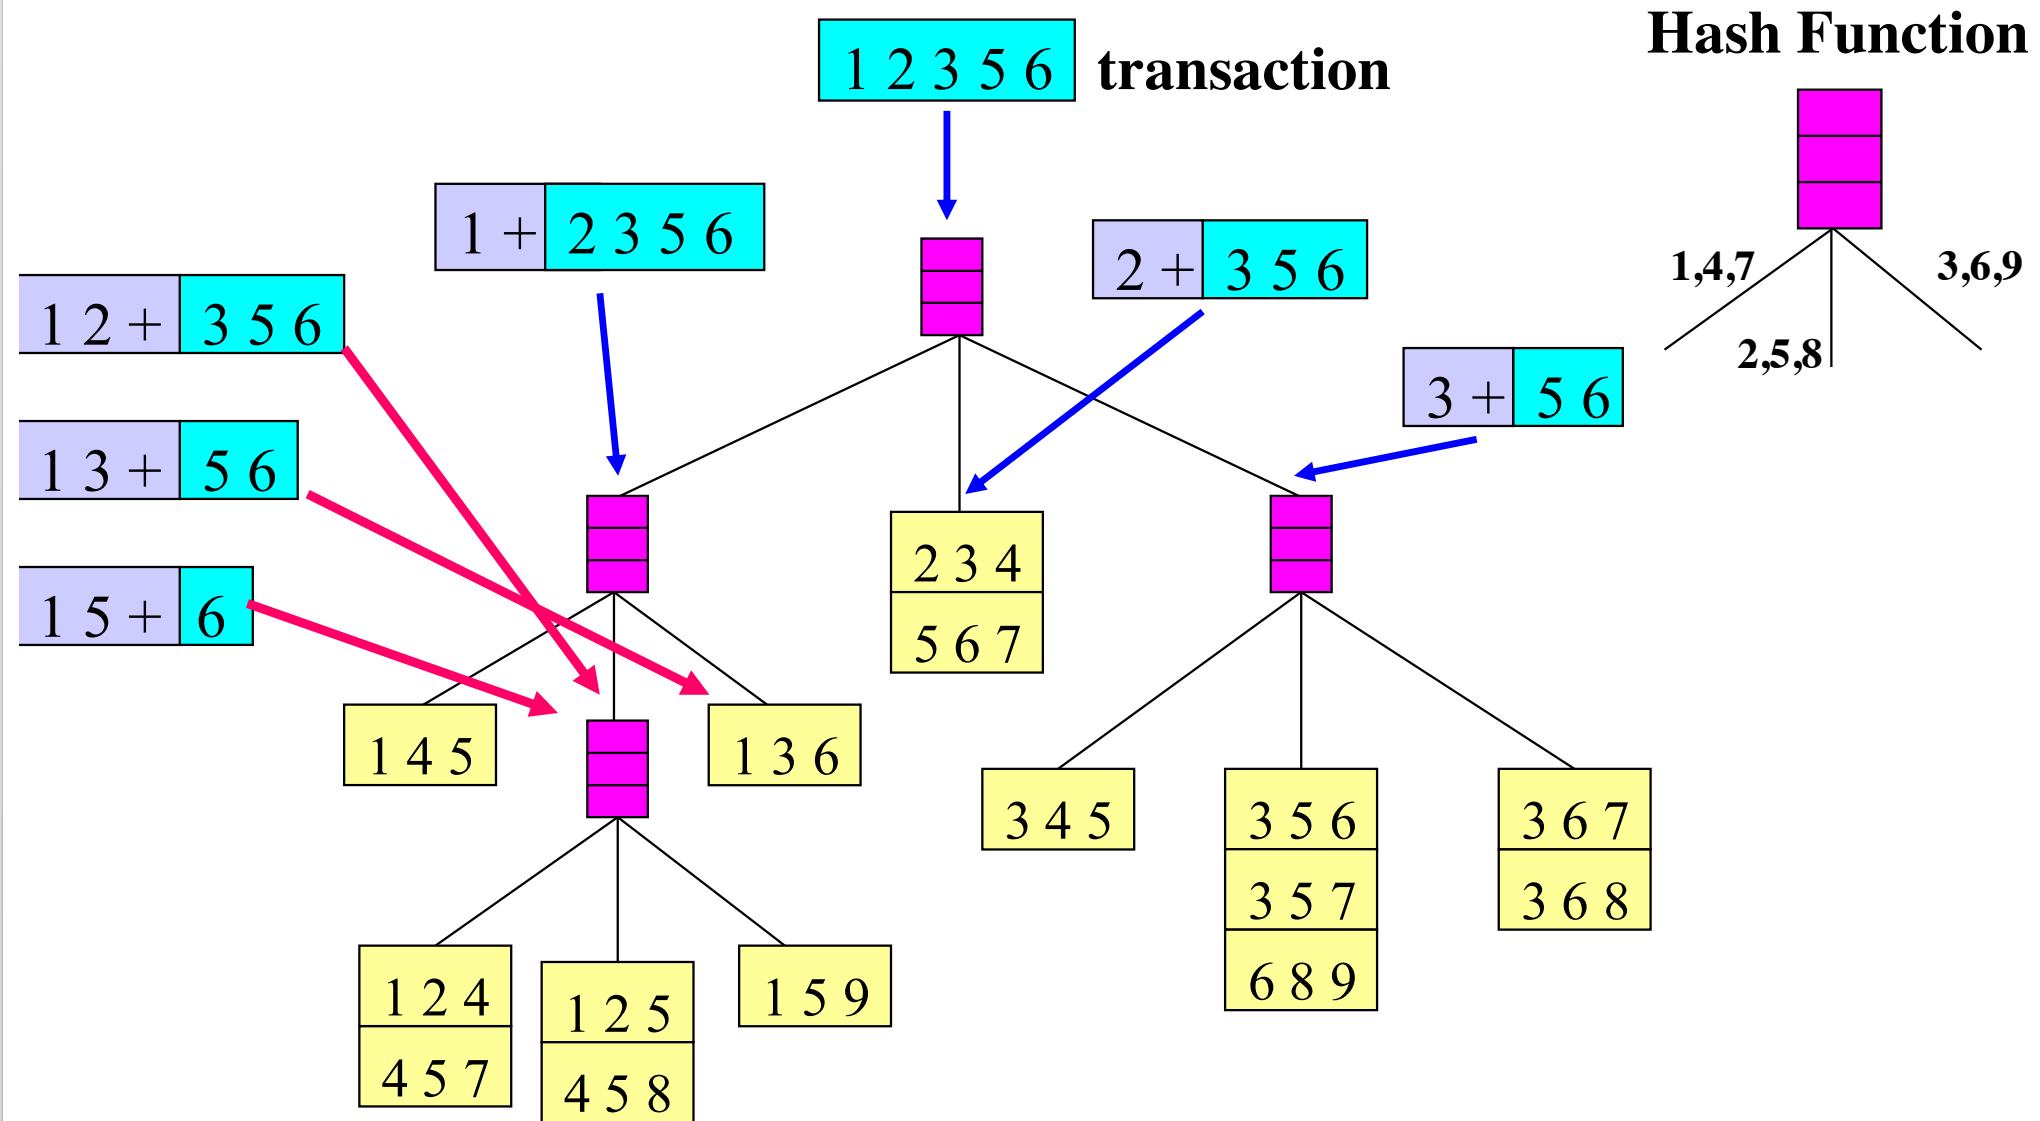 Hash Function
1 2 3 5 6 transaction
1 + 2 3 5 6
2 + 3 5 6
1,4,7
3,6,9
2,5,8
1 2 + 3 5 6
3 + 5 6
1 3 + 5 6
1 5 + 6
2 3 4
5 6 7
1 4 5
1 3 6
3 4 5
3 5 6
3 6 7
3 5 7
3 6 8
6 8 9
1 2 4
1 2 5
1 5 9
4 5 7
4 5 8